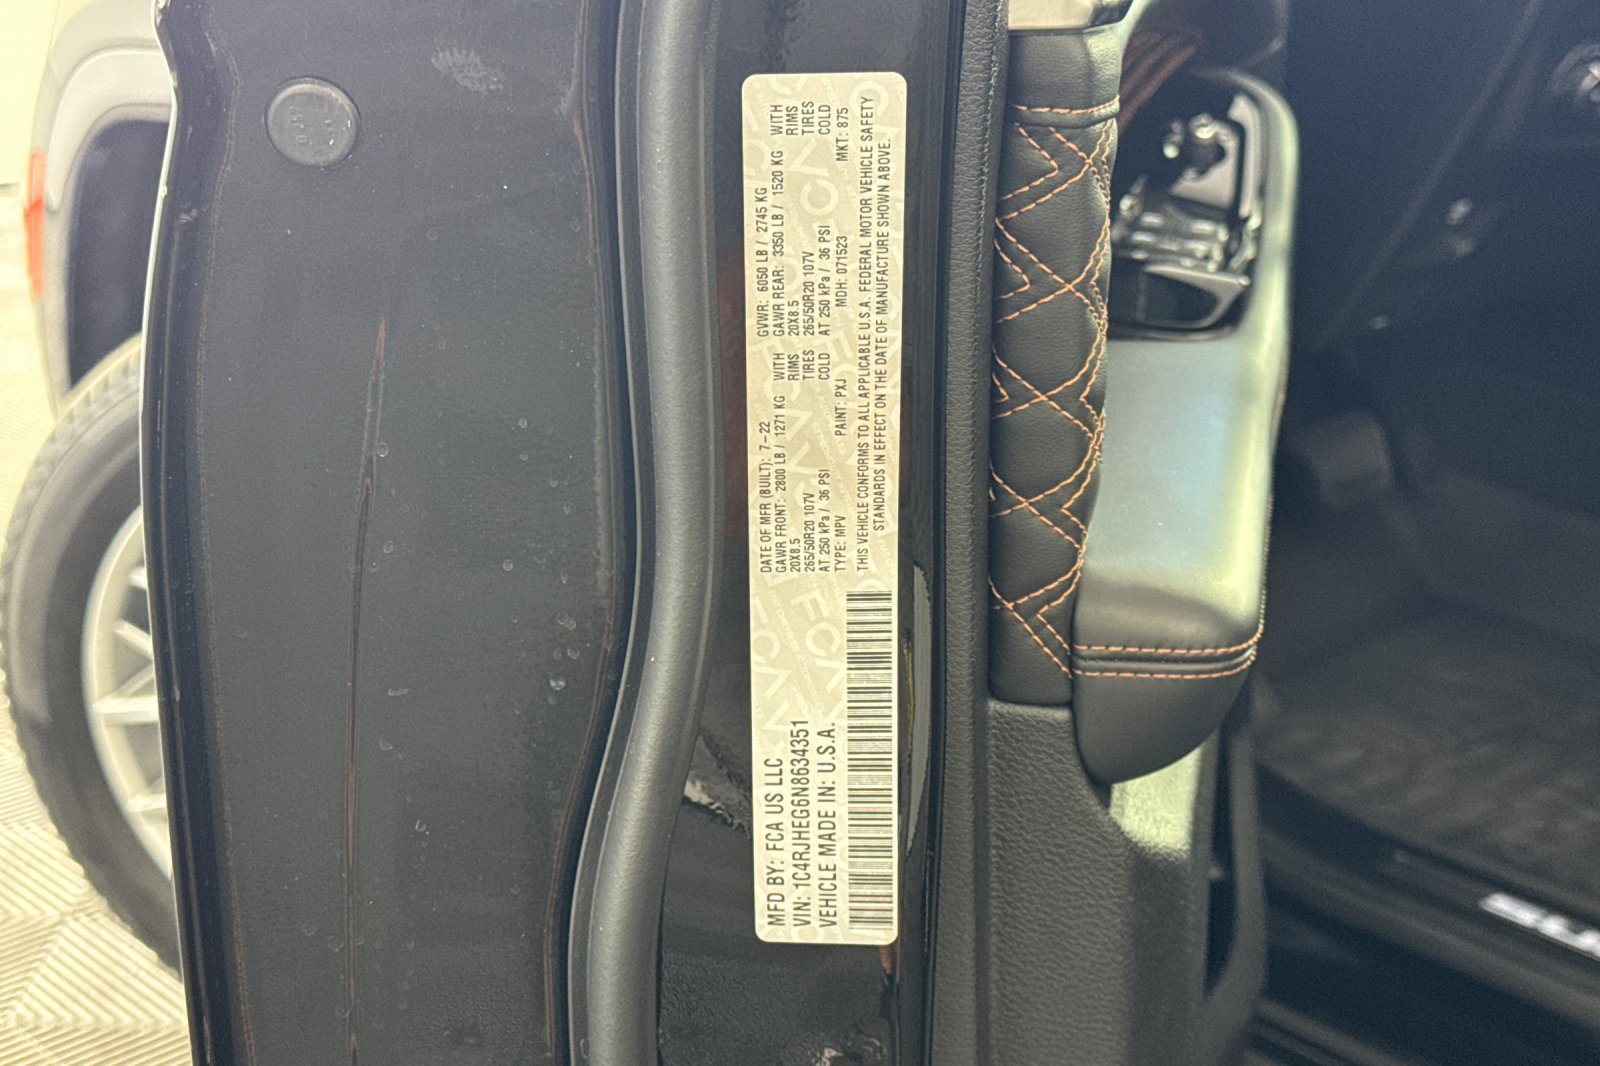 MFD BY: FCA US LLC
VIN: 1C4RJHEG6N8634351
VEHICLE MADE IN: U.S.A.
DATE OF MFR (BUILT): 7-22 GVWR: 6050 LB / 2745 KG
GAWR FRONT: 2800 LB / 1271 KG WITH GAWR REAR: 3350 LB / 1520 KG WITH
20X8.5 RIMS 20X8.5 RIMS
265/50R20 107V TIRES 265/50R20 107V TIRES
AT 250 kPa / 36 PSI COLD AT 250 kPa / 36 PSI COLD
TYPE: MPV PAINT: PXJ MDH: 071523 MKT: 875
THIS VEHICLE CONFORMS TO ALL APPLICABLE U.S.A. FEDERAL MOTOR VEHICLE SAFETY
STANDARDS IN EFFECT ON THE DATE OF MANUFACTURE SHOWN ABOVE.
FCA